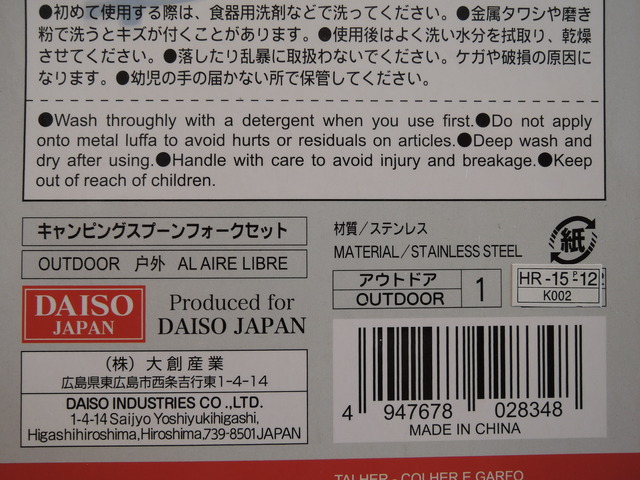 ●初めて使用する際は、食器用洗剤などで洗ってください。●金属タワシや磨き
粉で洗うとキズが付くことがあります。●使用後はよく洗い水分を拭取り、乾燥
させてください。●落したり乱暴に取扱わないでください。ケガや破損の原因に
なります。●幼児の手の届かない所で保管してください。
●Wash throughly with a detergent when you use first.●Do not apply
onto metal luffa to avoid hurts or residuals on articles.●Deep wash and
dry after using.●Handle with care to avoid injury and breakage.●Keep
out of reach of children.
キャンピングスプーンフォークセット
OUTDOOR 户外 AL AIRE LIBRE
材質/ステンレス
MATERIAL/STAINLESS STEEL
紙
アウトドア
OUTDOOR
1
HR-15-P-12
K002
DAISO
JAPAN
Produced for
DAISO JAPAN
(株)大創産業
広島県東広島市西条吉行東1-4-14
DAISO INDUSTRIES CO.,LTD.
1-4-14 Saijyo Yoshiyukihigashi,
Higashihiroshima,Hiroshima,739-8501JAPAN
4 947678 028348
MADE IN CHINA
TALHER - COLHER E GARFO